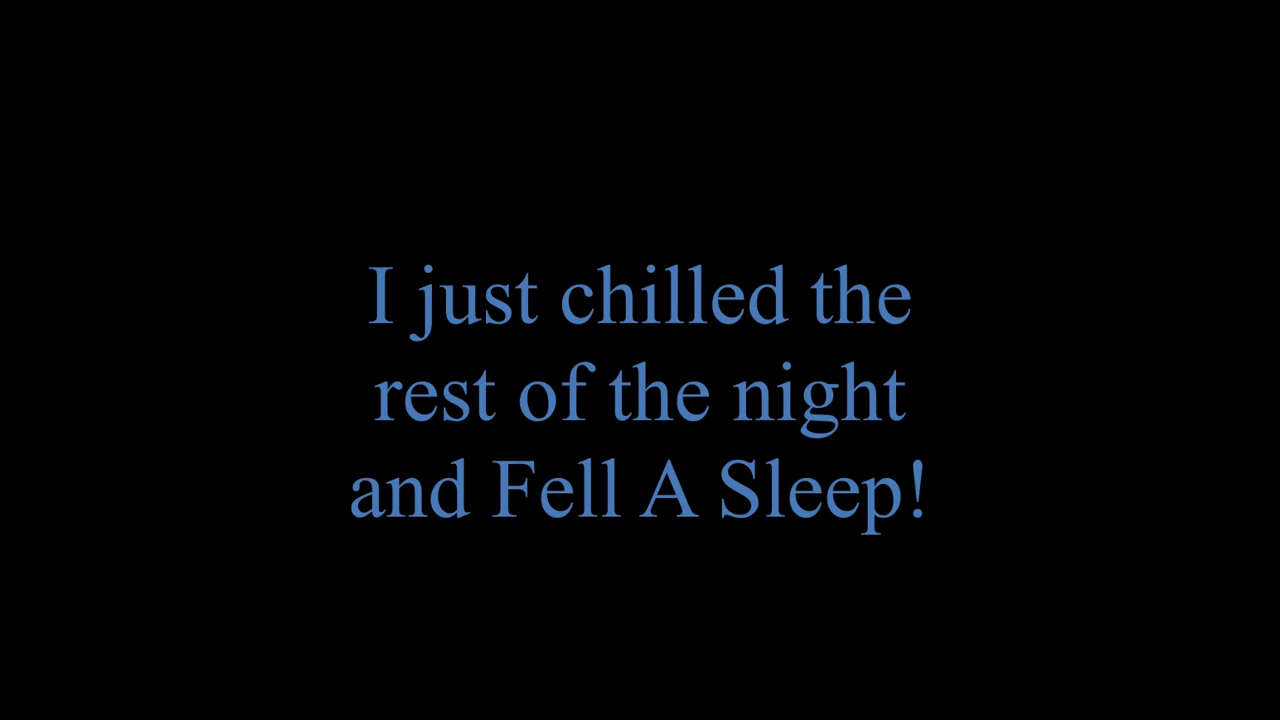 I just chilled the
rest of the night
and Fell A Sleep!